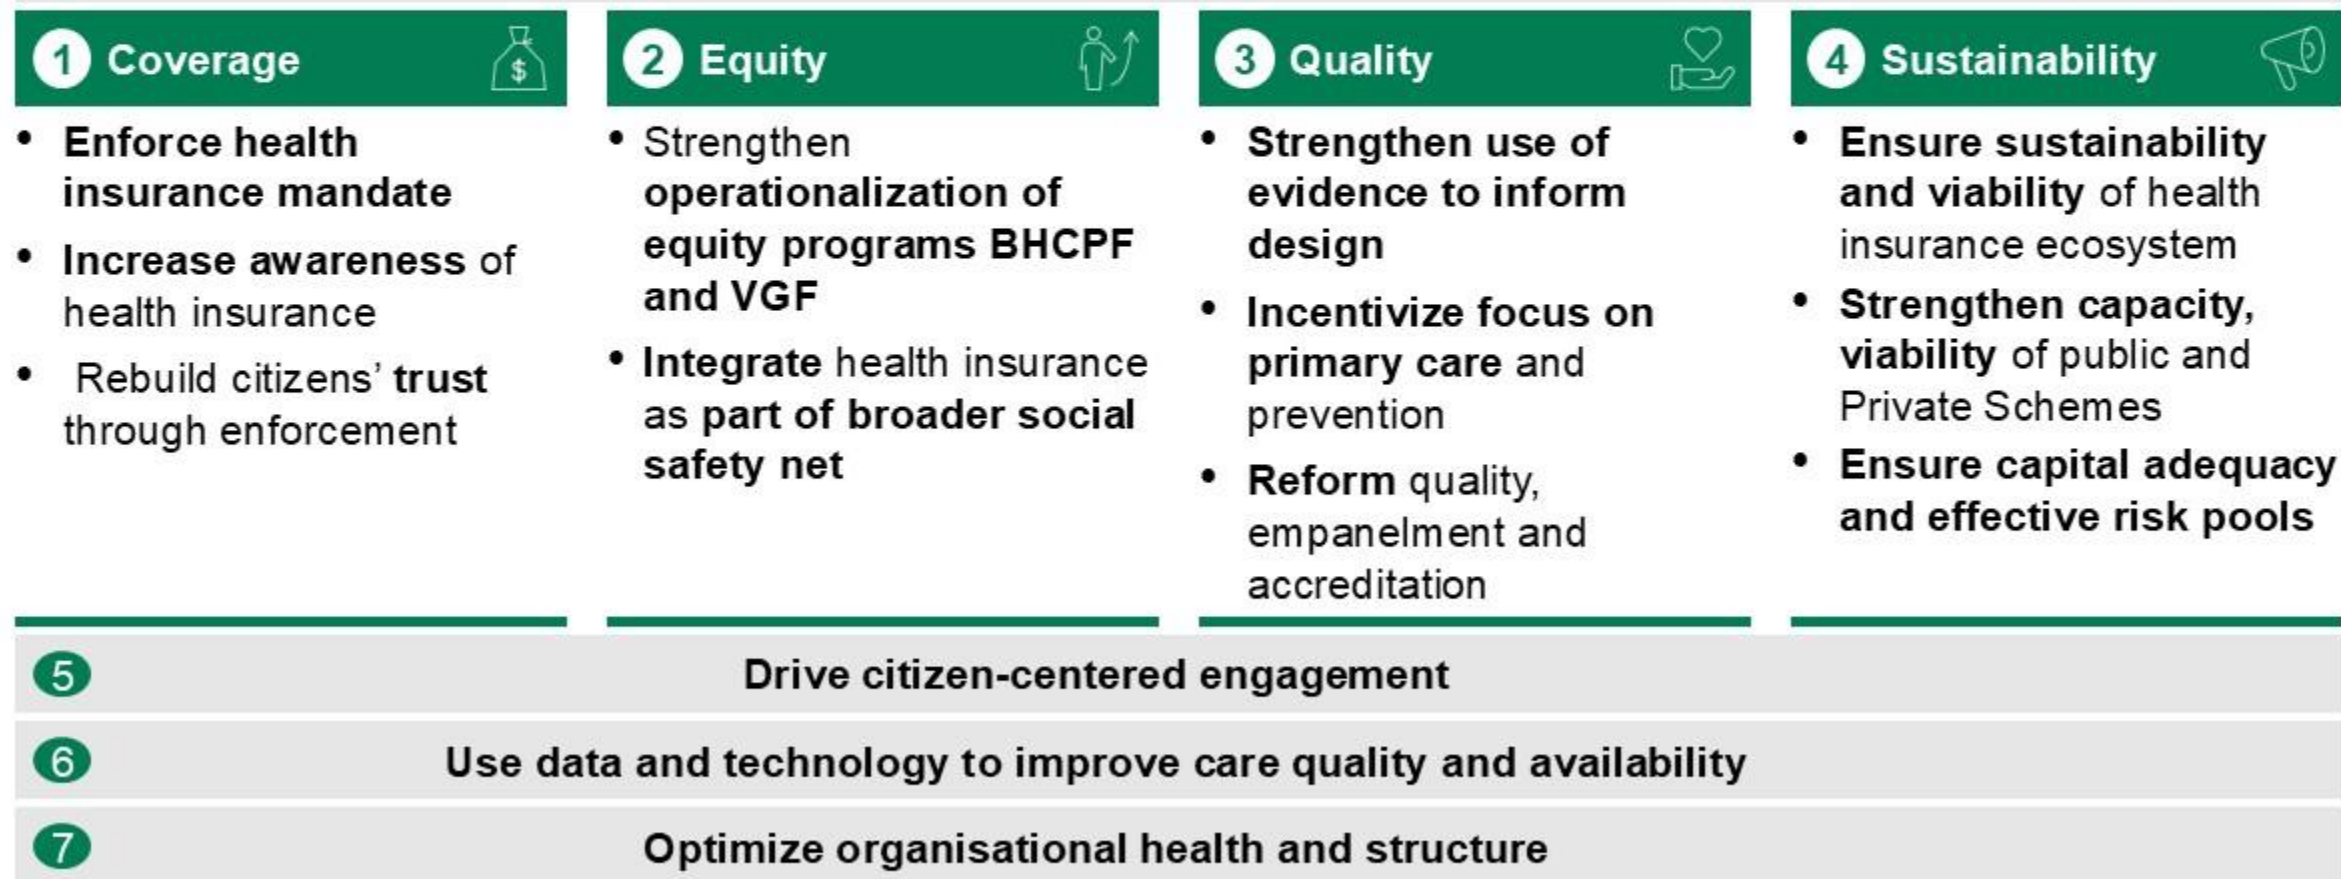 1 Coverage
$
• Enforce health
insurance mandate
• Increase awareness of
health insurance
• Rebuild citizens’ trust
through enforcement
2 Equity
• Strengthen
operationalization of
equity programs BHCPF
and VGF
• Integrate health insurance
as part of broader social
safety net
3 Quality
• Strengthen use of
evidence to inform
design
• Incentivize focus on
primary care and
prevention
• Reform quality,
empanelment and
accreditation
4 Sustainability
• Ensure sustainability
and viability of health
insurance ecosystem
• Strengthen capacity,
viability of public and
Private Schemes
• Ensure capital adequacy
and effective risk pools
5 Drive citizen-centered engagement
6 Use data and technology to improve care quality and availability
7 Optimize organisational health and structure